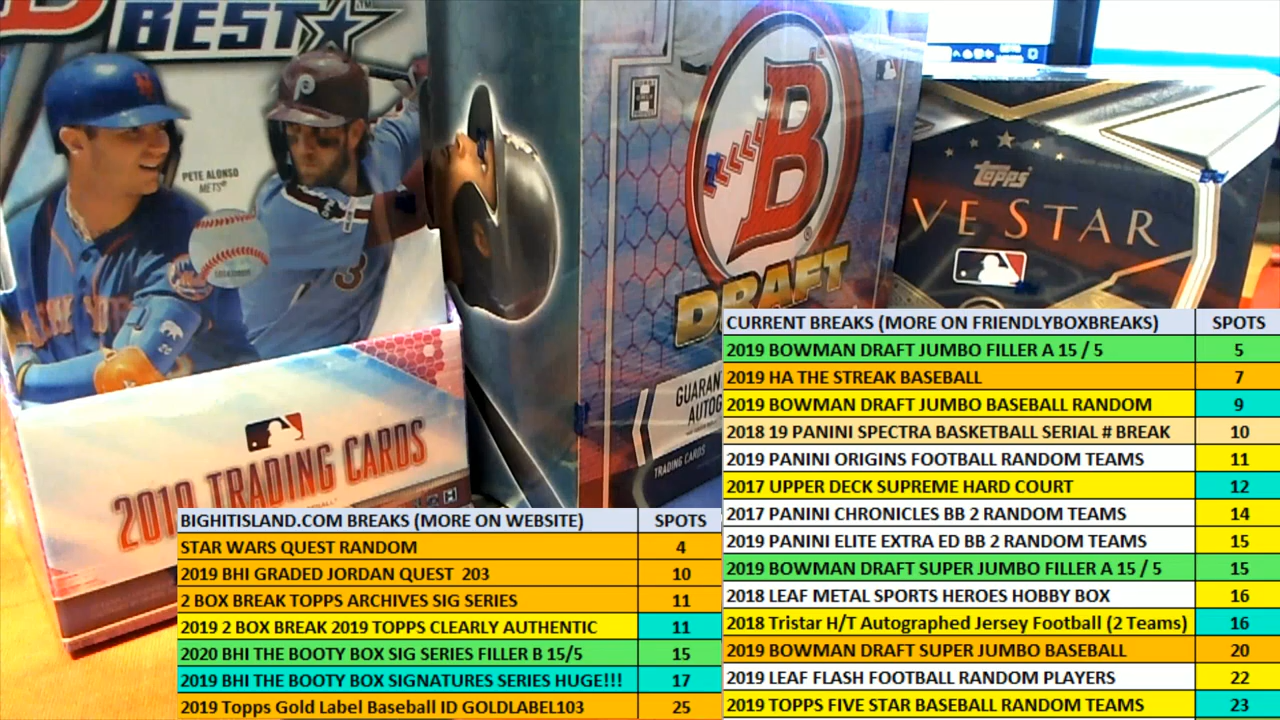 BEST
PETE ALONSO
METS
3
2019 TRADING CARDS
B
DRAFT
TRADING CARDS
Topps
VE STAR
CURRENT BREAKS (MORE ON FRIENDLYBOXBREAKS) SPOTS
2019 BOWMAN DRAFT JUMBO FILLER A 15 / 5 5
2019 HA THE STREAK BASEBALL 7
2019 BOWMAN DRAFT JUMBO BASEBALL RANDOM 9
2018 19 PANINI SPECTRA BASKETBALL SERIAL # BREAK 10
2019 PANINI ORIGINS FOOTBALL RANDOM TEAMS 11
2017 UPPER DECK SUPREME HARD COURT 12
2017 PANINI CHRONICLES BB 2 RANDOM TEAMS 14
2019 PANINI ELITE EXTRA ED BB 2 RANDOM TEAMS 15
2019 BOWMAN DRAFT SUPER JUMBO FILLER A 15 / 5 15
2018 LEAF METAL SPORTS HEROES HOBBY BOX 16
2018 Tristar H/T Autographed Jersey Football (2 Teams) 16
2019 BOWMAN DRAFT SUPER JUMBO BASEBALL 20
2019 LEAF FLASH FOOTBALL RANDOM PLAYERS 22
2019 TOPPS FIVE STAR BASEBALL RANDOM TEAMS 23
BIGHITISLAND.COM BREAKS (MORE ON WEBSITE) SPOTS
STAR WARS QUEST RANDOM 4
2019 BHI GRADED JORDAN QUEST 203 10
2 BOX BREAK TOPPS ARCHIVES SIG SERIES 11
2019 2 BOX BREAK 2019 TOPPS CLEARLY AUTHENTIC 11
2020 BHI THE BOOTY BOX SIG SERIES FILLER B 15/5 15
2019 BHI THE BOOTY BOX SIGNATURES SERIES HUGE!!! 17
2019 Topps Gold Label Baseball ID GOLDLABEL103 25